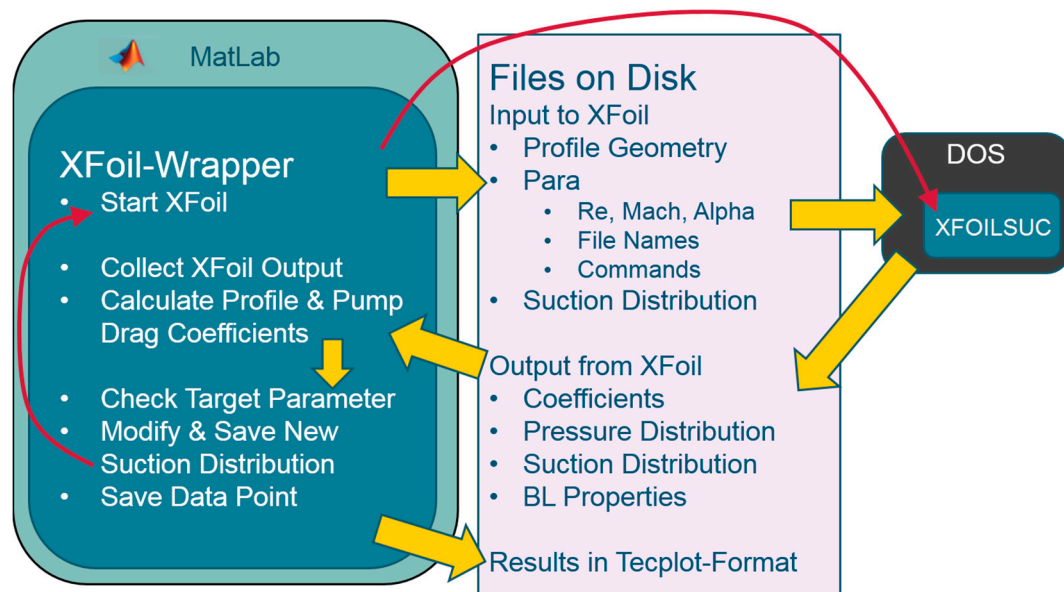 MatLab
XFoil-Wrapper
• Start XFoil
• Collect XFoil Output
• Calculate Profile & Pump
Drag Coefficients
• Check Target Parameter
• Modify & Save New
Suction Distribution
• Save Data Point
Files on Disk
Input to XFoil
• Profile Geometry
• Para
• Re, Mach, Alpha
• File Names
• Commands
• Suction Distribution
Output from XFoil
• Coefficients
• Pressure Distribution
• Suction Distribution
• BL Properties
Results in Tecplot-Format
DOS
XFOILSUC